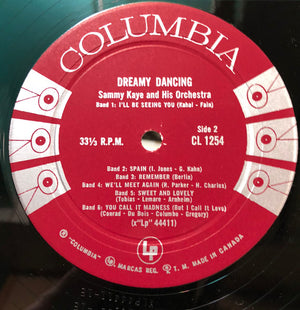 COLUMBIA
DREAMY DANCING
Sammy Kaye and His Orchestra
Band 1: I'LL BE SEEING YOU (Kahal - Fain)
33⅓ R.P.M.
Side 2
CL 1254
Band 2: SPAIN (I. Jones - G. Kahn)
Band 3: REMEMBER (Berlin)
Band 4: WE'LL MEET AGAIN (R. Parker - H. Charles)
Band 5: SWEET AND LOVELY
(Tobias - Lemare - Arnheim)
Band 6: YOU CALL IT MADNESS (But I Call it Love)
(Conrad - Du Bois - Columbo - Gregory)
(x"Lp" 44411)
Lp
® "COLUMBIA" MARCAS REG. ® T. M. MADE IN CANADA